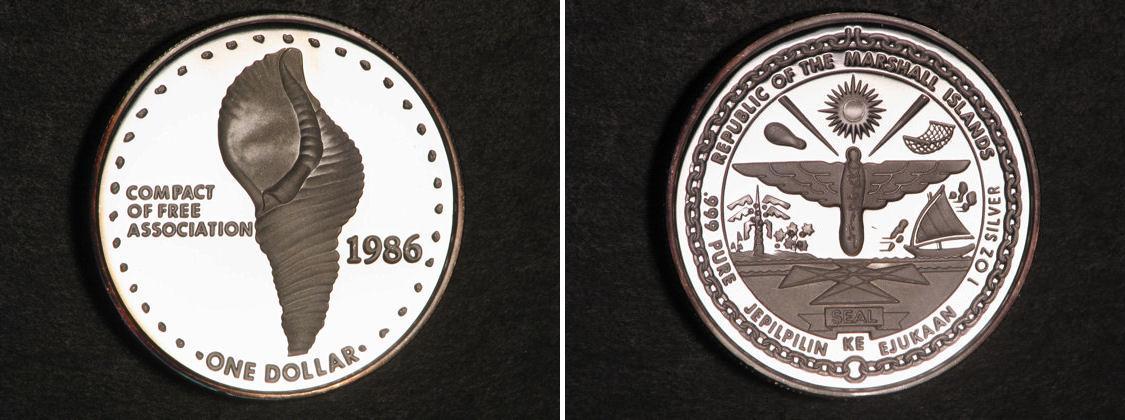 COMPACT
OF FREE
ASSOCIATION
1986
·ONE DOLLAR·
REPUBLIC OF THE MARSHALL ISLANDS
.999 PURE
1 OZ SILVER
SEAL
JEPILPILIN KE EJUKAAN